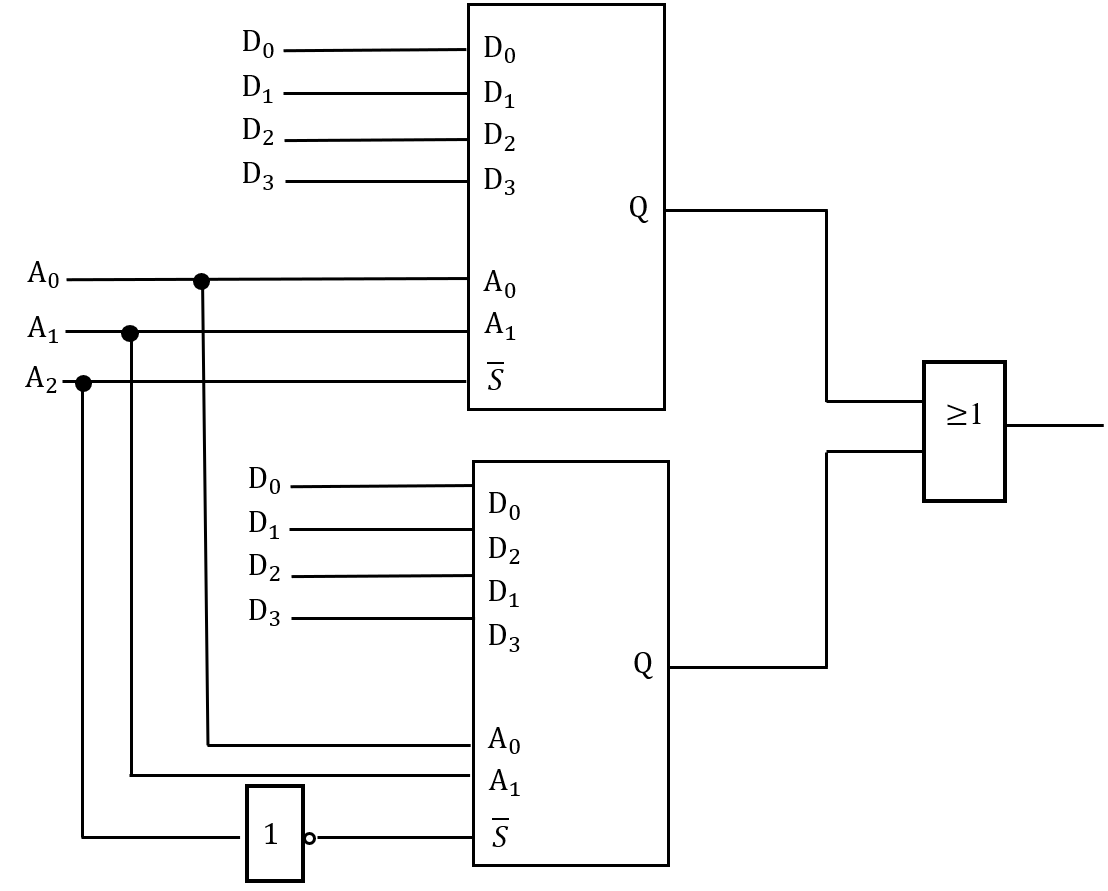 D₀ D₀
D₁ D₁
D₂ D₂
D₃ D₃
Q
A₀ A₀
A₁ A₁
A₂ S̅
≥1
D₀ D₀
D₁ D₂
D₂ D₁
D₃ D₃
Q
A₀
A₁
1 S̅